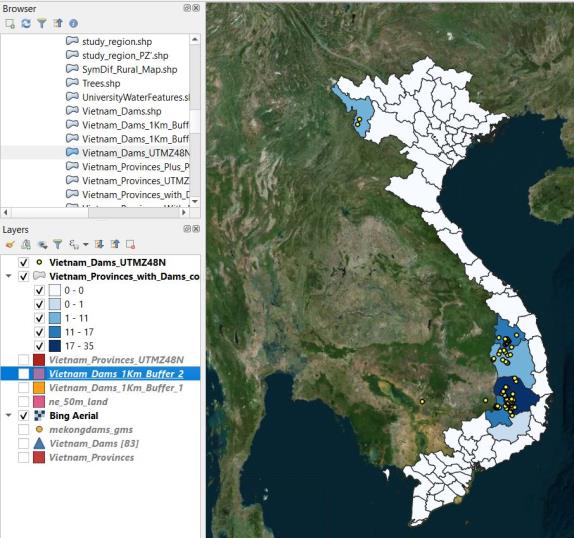 Browser
study_region.shp
study_region_PZ'.shp
SymDif_Rural_Map.shp
Trees.shp
UniversityWaterFeatures.sl
Vietnam_Dams.shp
Vietnam_Dams_1Km_Buff
Vietnam_Dams_1Km_Buff
Vietnam_Dams_UTMZ48N
Vietnam_Provinces_Plus_P
Vietnam_Provinces_UTMZ
Vietnam_Provinces_with_D
Layers
Vietnam_Dams_UTMZ48N
Vietnam_Provinces_with_Dams_co
0 - 0
0 - 1
1 - 11
11 - 17
17 - 35
Vietnam_Provinces_UTMZ48N
Vietnam_Dams_1Km_Buffer_2
Vietnam_Dams_1Km_Buffer_1
ne_50m_land
Bing Aerial
mekongdams_gms
Vietnam_Dams [83]
Vietnam_Provinces